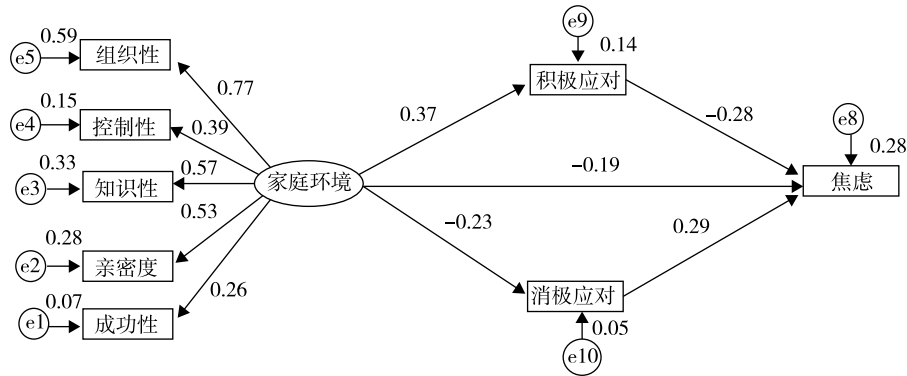 e5
0.59
组织性
0.77
e4
0.15
控制性
0.39
e3
0.33
知识性
0.57
e2
0.28
亲密度
0.53
e1
0.07
成功性
0.26
家庭环境
0.37
e9
0.14
积极应对
−0.28
−0.19
e8
0.28
焦虑
−0.23
0.29
消极应对
0.05
e10